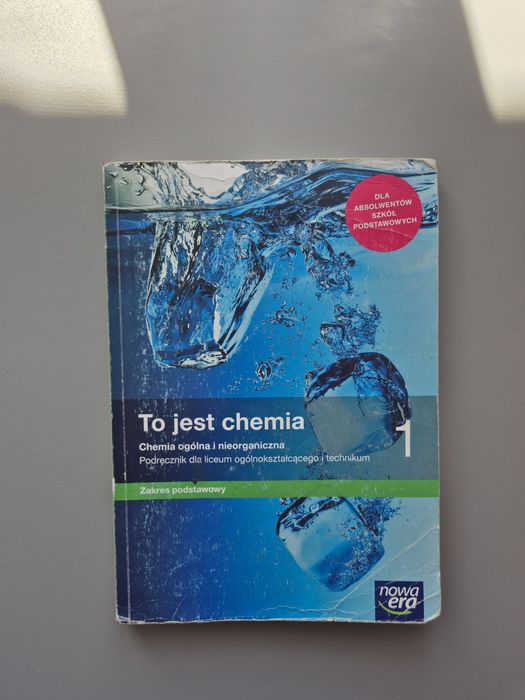 DLA
ABSOLWENTÓW
SZKÓŁ
PODSTAWOWYCH
To jest chemia
1
Chemia ogólna i nieorganiczna
Podręcznik dla liceum ogólnokształcącego i technikum
Zakres podstawowy
nowa
era